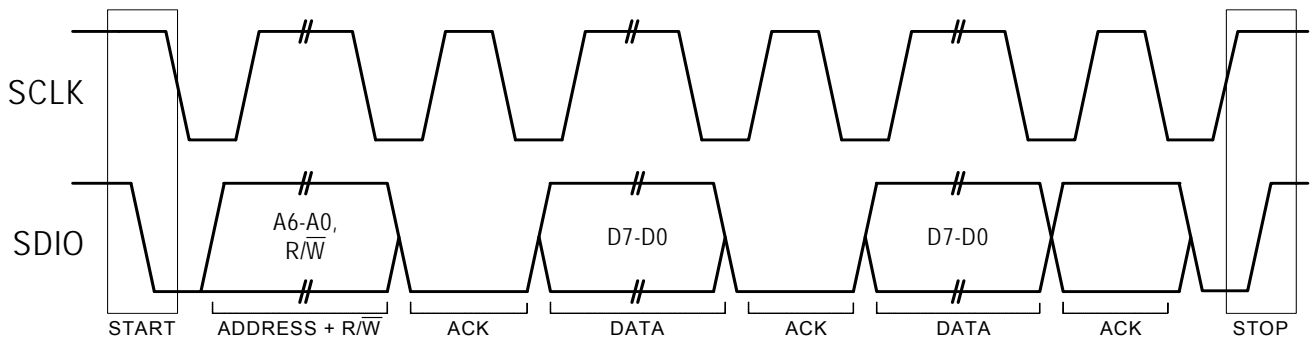 SCLK
SDIO
A6-A0,
R/W̅
D7-D0
D7-D0
START
ADDRESS + R/W̅
ACK
DATA
ACK
DATA
ACK
STOP